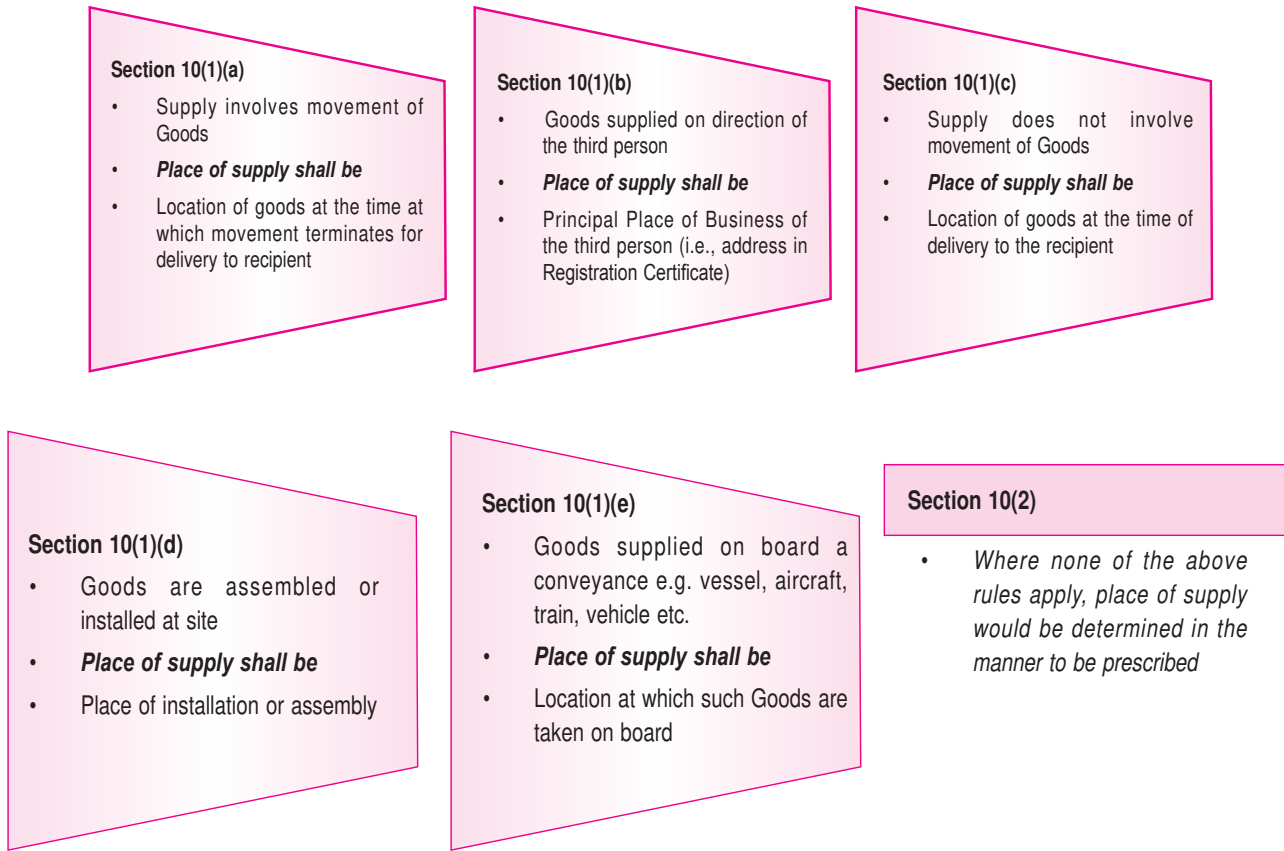 Section 10(1)(a)
• Supply involves movement of
Goods
• Place of supply shall be
• Location of goods at the time at
which movement terminates for
delivery to recipient
Section 10(1)(b)
• Goods supplied on direction of
the third person
• Place of supply shall be
• Principal Place of Business of
the third person (i.e., address in
Registration Certificate)
Section 10(1)(c)
• Supply does not involve
movement of Goods
• Place of supply shall be
• Location of goods at the time of
delivery to the recipient
Section 10(1)(d)
• Goods are assembled or
installed at site
• Place of supply shall be
• Place of installation or assembly
Section 10(1)(e)
• Goods supplied on board a
conveyance e.g. vessel, aircraft,
train, vehicle etc.
• Place of supply shall be
• Location at which such Goods are
taken on board
Section 10(2)
• Where none of the above
rules apply, place of supply
would be determined in the
manner to be prescribed